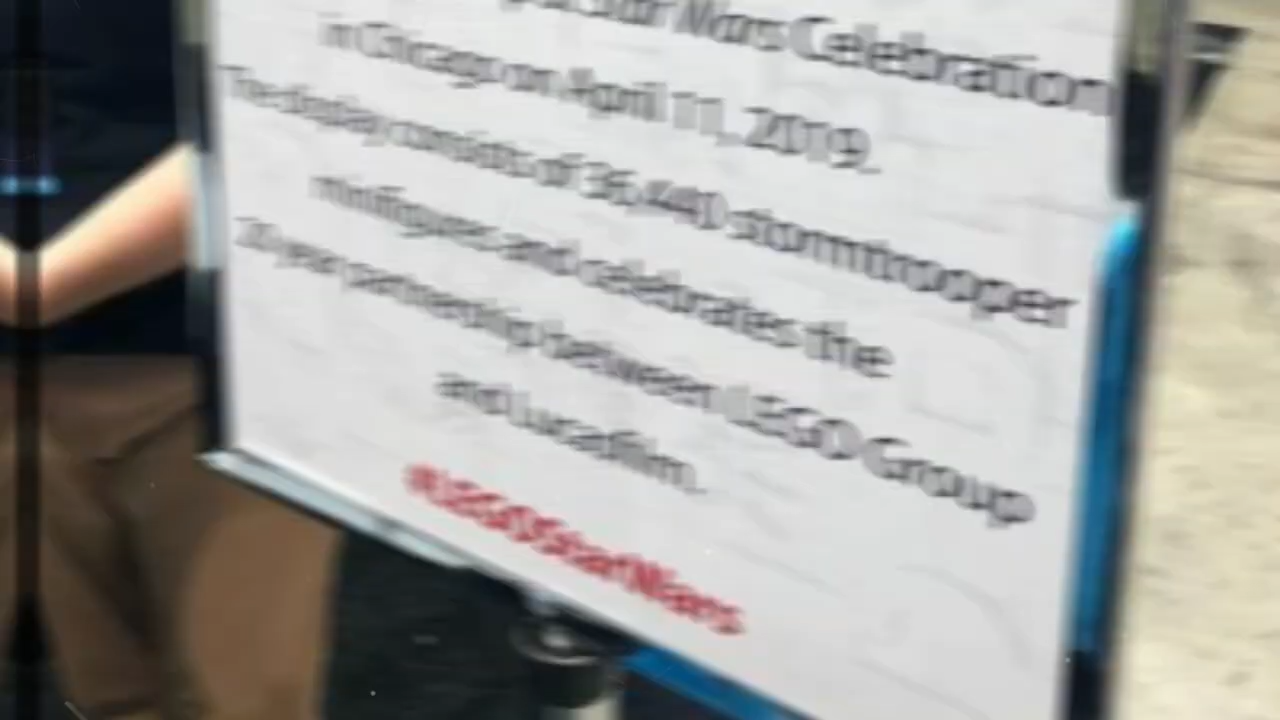 Star Wars Celebration
in Chicago on April 11, 2019.
The display consists of 36,440 stormtrooper
minifigures and celebrates the
20-year partnership between LEGO Group
and Lucasfilm.
#LEGOStarWars